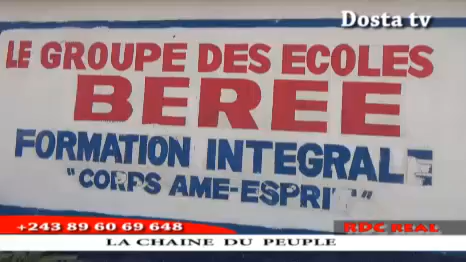 Dosta tv
LE GROUPE DES ECOLES
BEREE
FORMATION INTEGRALE
"CORPS AME-ESPRIT"
+243 89 60 69 648
RDC REAL
LA CHAINE DU PEUPLE